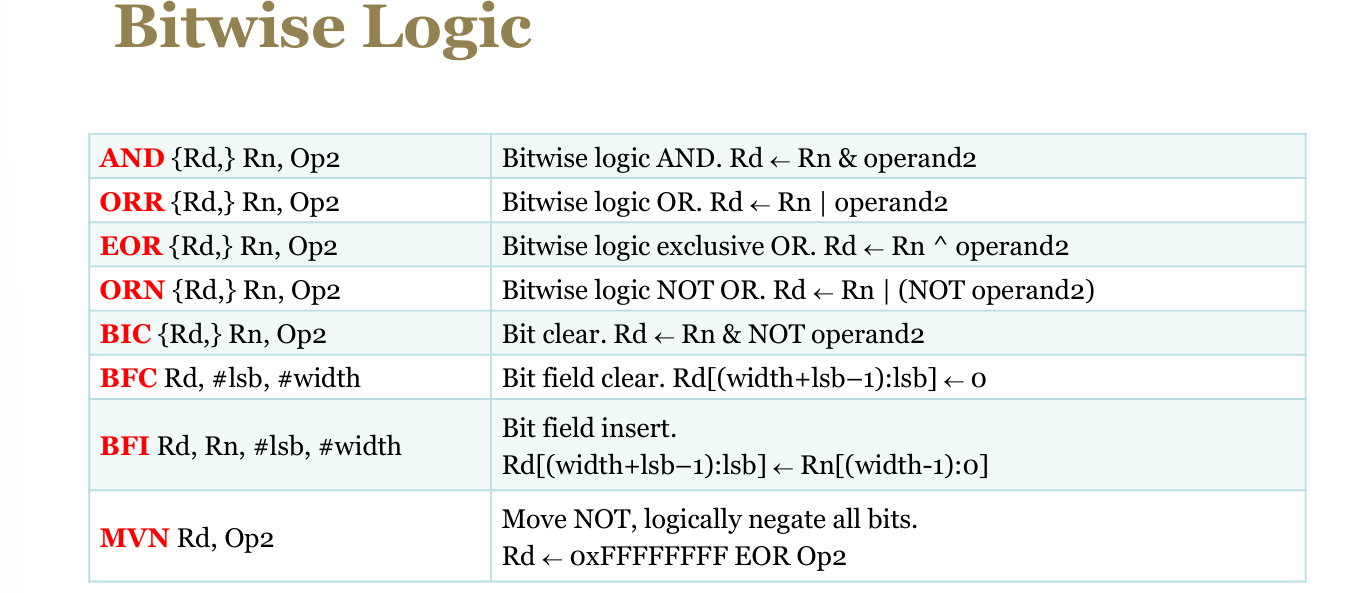 Bitwise Logic
AND {Rd,} Rn, Op2
Bitwise logic AND. Rd ← Rn & operand2
ORR {Rd,} Rn, Op2
Bitwise logic OR. Rd ← Rn | operand2
EOR {Rd,} Rn, Op2
Bitwise logic exclusive OR. Rd ← Rn ^ operand2
ORN {Rd,} Rn, Op2
Bitwise logic NOT OR. Rd ← Rn | (NOT operand2)
BIC {Rd,} Rn, Op2
Bit clear. Rd ← Rn & NOT operand2
BFC Rd, #lsb, #width
Bit field clear. Rd[(width+lsb–1):lsb] ← 0
BFI Rd, Rn, #lsb, #width
Bit field insert.
Rd[(width+lsb–1):lsb] ← Rn[(width-1):0]
MVN Rd, Op2
Move NOT, logically negate all bits.
Rd ← 0xFFFFFFFF EOR Op2